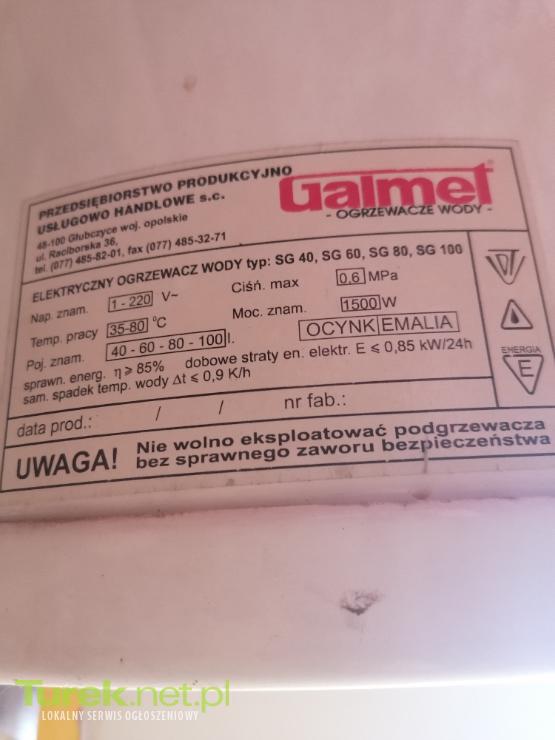 PRZEDSIĘBIORSTWO PRODUKCYJNO
USŁUGOWO HANDLOWE s.c.
48-100 Głubczyce woj. opolskie
ul. Raciborska 36,
tel. (077) 485-82-01, fax (077) 485-32-71
Galmet®
- OGRZEWACZE WODY -
ELEKTRYCZNY OGRZEWACZ WODY typ: SG 40, SG 60, SG 80, SG 100
Nap. znam. 1 - 220 V~
Ciśń. max 0,6 MPa
Temp. pracy 35-80 °C
Moc. znam. 1500 W
Poj. znam. 40 - 60 - 80 - 100 l.
OCYNK EMALIA
sprawn. energ. η ⩾ 85% dobowe straty en. elektr. E ⩽ 0,85 kW/24h
sam. spadek temp. wody Δt ⩽ 0,9 K/h
ENERGIA
E
data prod.: / / nr fab.:
UWAGA! Nie wolno eksploatować podgrzewacza
bez sprawnego zaworu bezpieczeństwa
Turek.net.pl
LOKALNY SERWIS OGŁOSZENIOWY